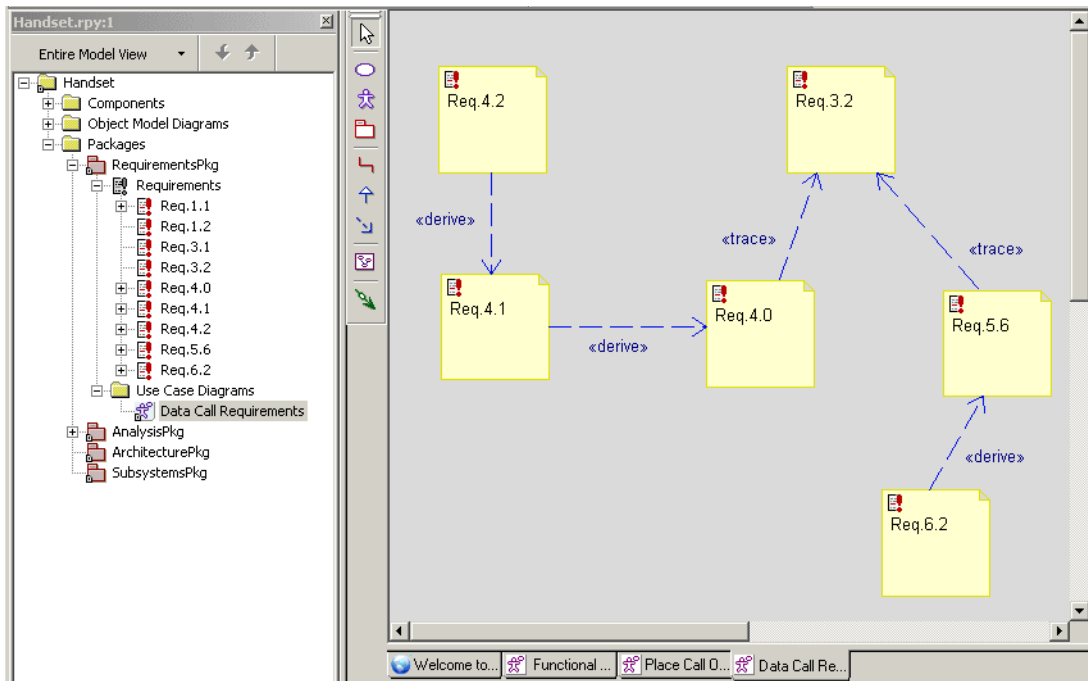 Handset.rpy:1
Entire Model View
Handset
Components
Object Model Diagrams
Packages
RequirementsPkg
Requirements
Req.1.1
Req.1.2
Req.3.1
Req.3.2
Req.4.0
Req.4.1
Req.4.2
Req.5.6
Req.6.2
Use Case Diagrams
Data Call Requirements
AnalysisPkg
ArchitecturePkg
SubsystemsPkg
Req.4.2
Req.3.2
«derive»
«trace»
«trace»
Req.4.1
Req.4.0
Req.5.6
«derive»
«derive»
Req.6.2
Welcome to...
Functional ...
Place Call O...
Data Call Re...